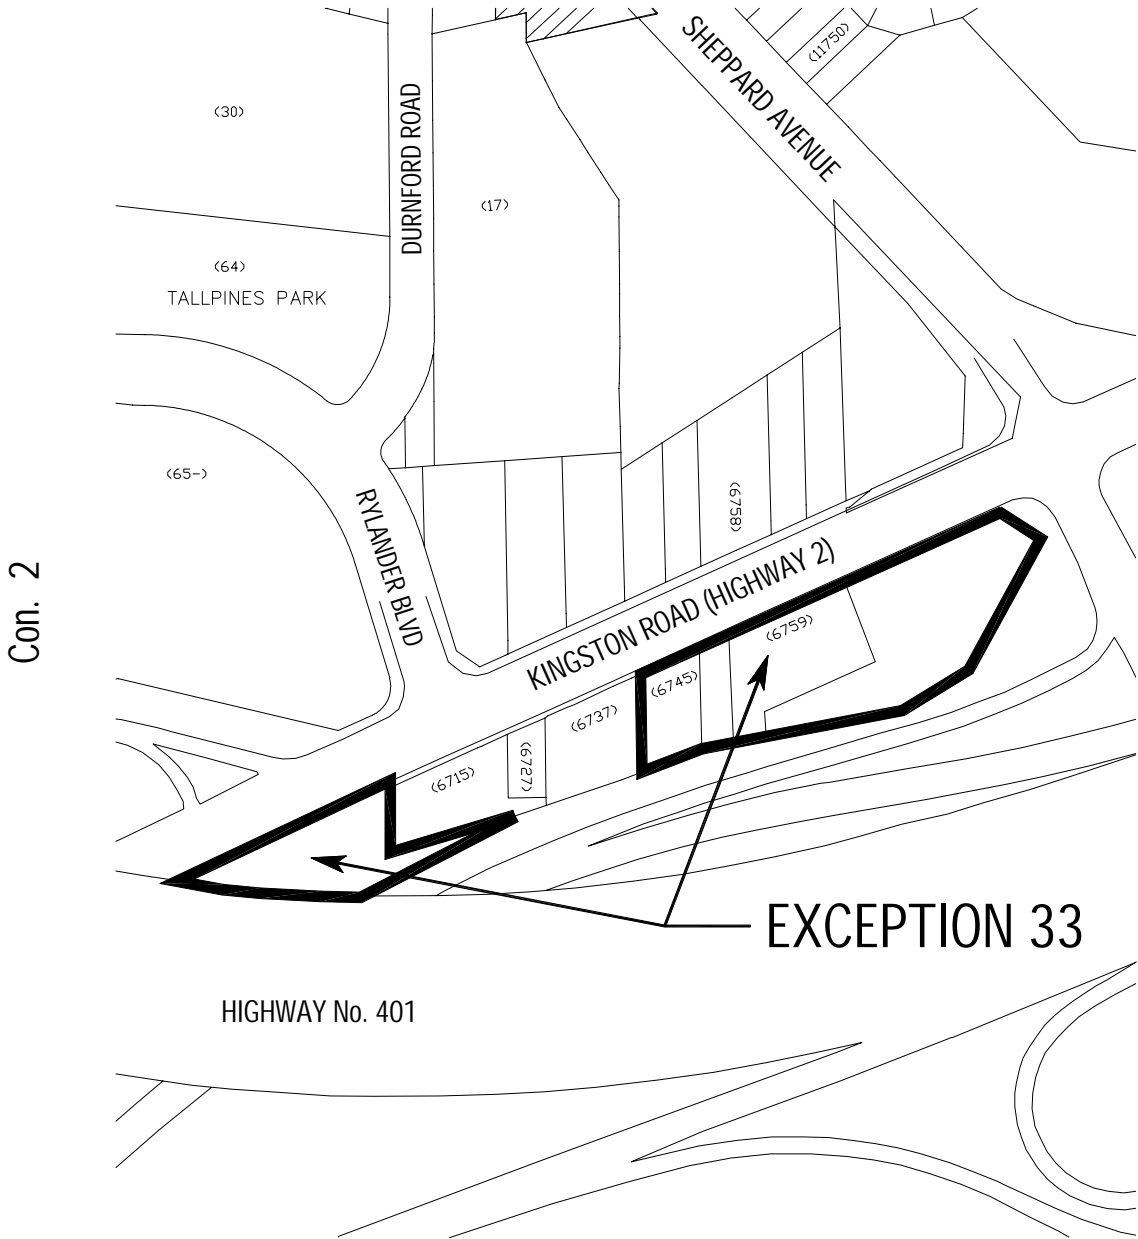 SHEPPARD AVENUE
(11750)
(30)
DURNFORD ROAD
(17)
(64)
TALLPINES PARK
(65-)
RYLANDER BLVD
(6758)
Con. 2
KINGSTON ROAD (HIGHWAY 2)
(6759)
(6745)
(6737)
(6727)
(6715)
EXCEPTION 33
HIGHWAY No. 401